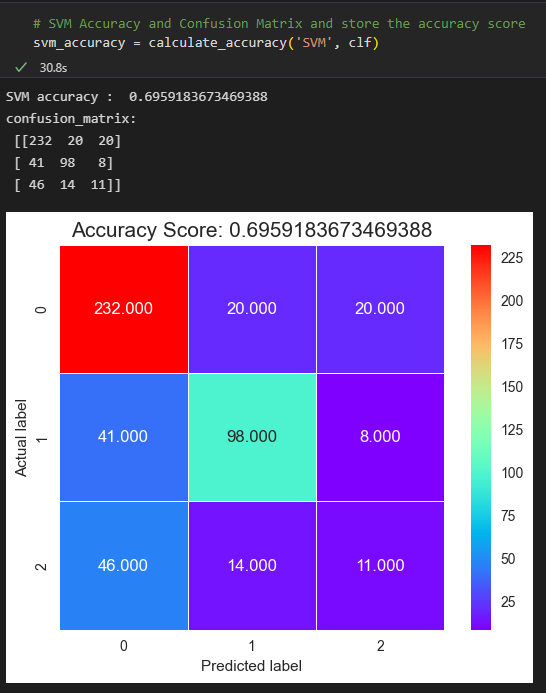 # SVM Accuracy and Confusion Matrix and store the accuracy score
svm_accuracy = calculate_accuracy('SVM', clf)
30.8s
SVM accuracy :  0.6959183673469388
confusion_matrix:
[[232  20  20]
[ 41  98   8]
[ 46  14  11]]
Accuracy Score: 0.6959183673469388
225
0 232.000 20.000 20.000
200
175
150
Actual label
1 41.000 98.000 8.000
125
100
75
2 46.000 14.000 11.000
50
25
0 1 2
Predicted label